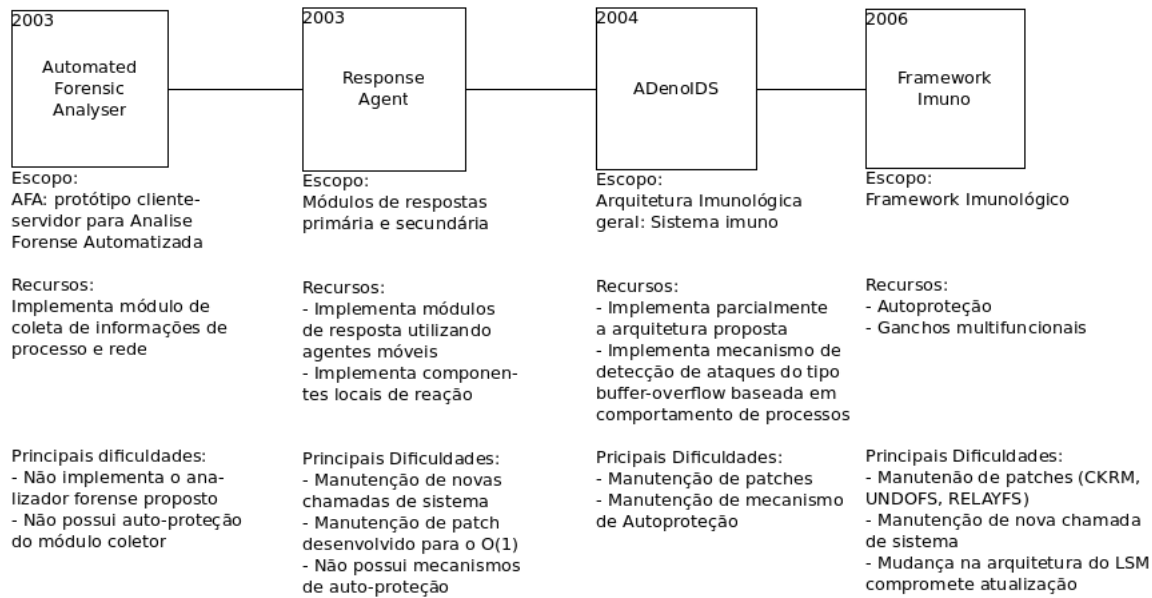 2003
Automated
Forensic
Analyser
Escopo:
AFA: protótipo cliente-
servidor para Analise
Forense Automatizada
Recursos:
Implementa módulo de
coleta de informações de
processo e rede
Principais dificuldades:
- Não implementa o ana-
lizador forense proposto
- Não possui auto-proteção
do módulo coletor
2003
Response
Agent
Escopo:
Módulos de respostas
primária e secundária
Recursos:
- Implementa módulos
de resposta utilizando
agentes móveis
- Implementa componen-
tes locais de reação
Principais Dificuldades:
- Manutenção de novas
chamadas de sistema
- Manutenção de patch
desenvolvido para o O(1)
- Não possui mecanismos
de auto-proteção
2004
ADenoIDS
Escopo:
Arquitetura Imunológica
geral: Sistema imuno
Recursos:
- Implementa parcialmente
a arquitetura proposta
- Implementa mecanismo de
detecção de ataques do tipo
buffer-overflow baseada em
comportamento de processos
Pricipais Dificuldades:
- Manutenção de patches
- Manutenção de mecanismo
de Autoproteção
2006
Framework
Imuno
Escopo:
Framework Imunológico
Recursos:
- Autoproteção
- Ganchos multifuncionais
Principais Dificuldades:
- Manutenão de patches (CKRM,
UNDOFS, RELAYFS)
- Manutenção de nova chamada
de sistema
- Mudança na arquitetura do LSM
compromete atualização